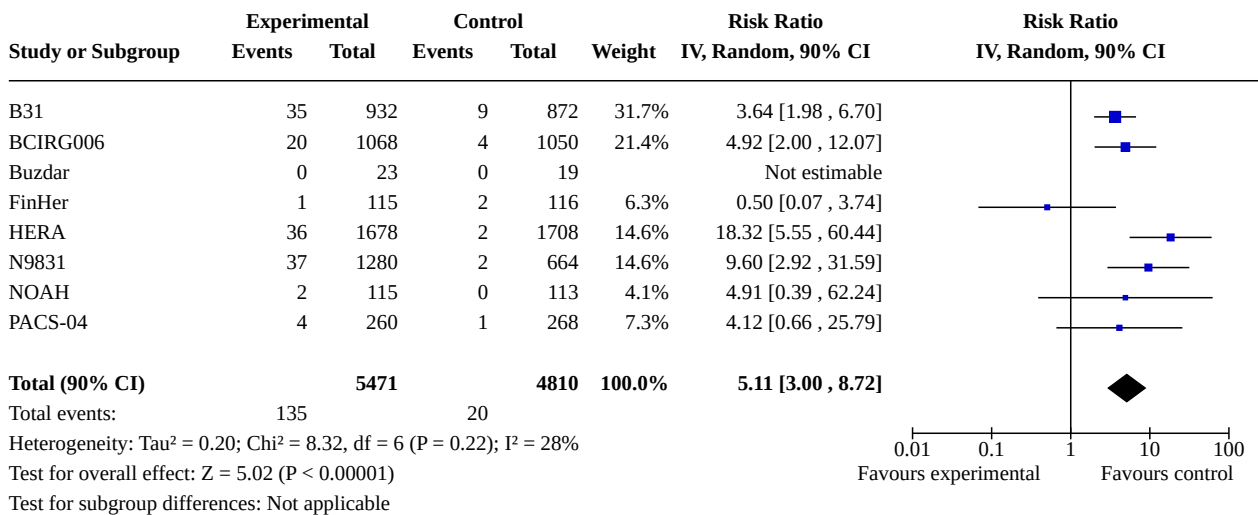 Experimental Control Risk Ratio Risk Ratio
Study or Subgroup Events Total Events Total Weight IV, Random, 90% CI IV, Random, 90% CI
B31 35 932 9 872 31.7% 3.64 [1.98 , 6.70]
BCIRG006 20 1068 4 1050 21.4% 4.92 [2.00 , 12.07]
Buzdar 0 23 0 19 Not estimable
FinHer 1 115 2 116 6.3% 0.50 [0.07 , 3.74]
HERA 36 1678 2 1708 14.6% 18.32 [5.55 , 60.44]
N9831 37 1280 2 664 14.6% 9.60 [2.92 , 31.59]
NOAH 2 115 0 113 4.1% 4.91 [0.39 , 62.24]
PACS-04 4 260 1 268 7.3% 4.12 [0.66 , 25.79]
Total (90% CI) 5471 4810 100.0% 5.11 [3.00 , 8.72]
Total events: 135 20
Heterogeneity: Tau² = 0.20; Chi² = 8.32, df = 6 (P = 0.22); I² = 28%
0.01 0.1 1 10 100
Test for overall effect: Z = 5.02 (P < 0.00001)
Favours experimental Favours control
Test for subgroup differences: Not applicable